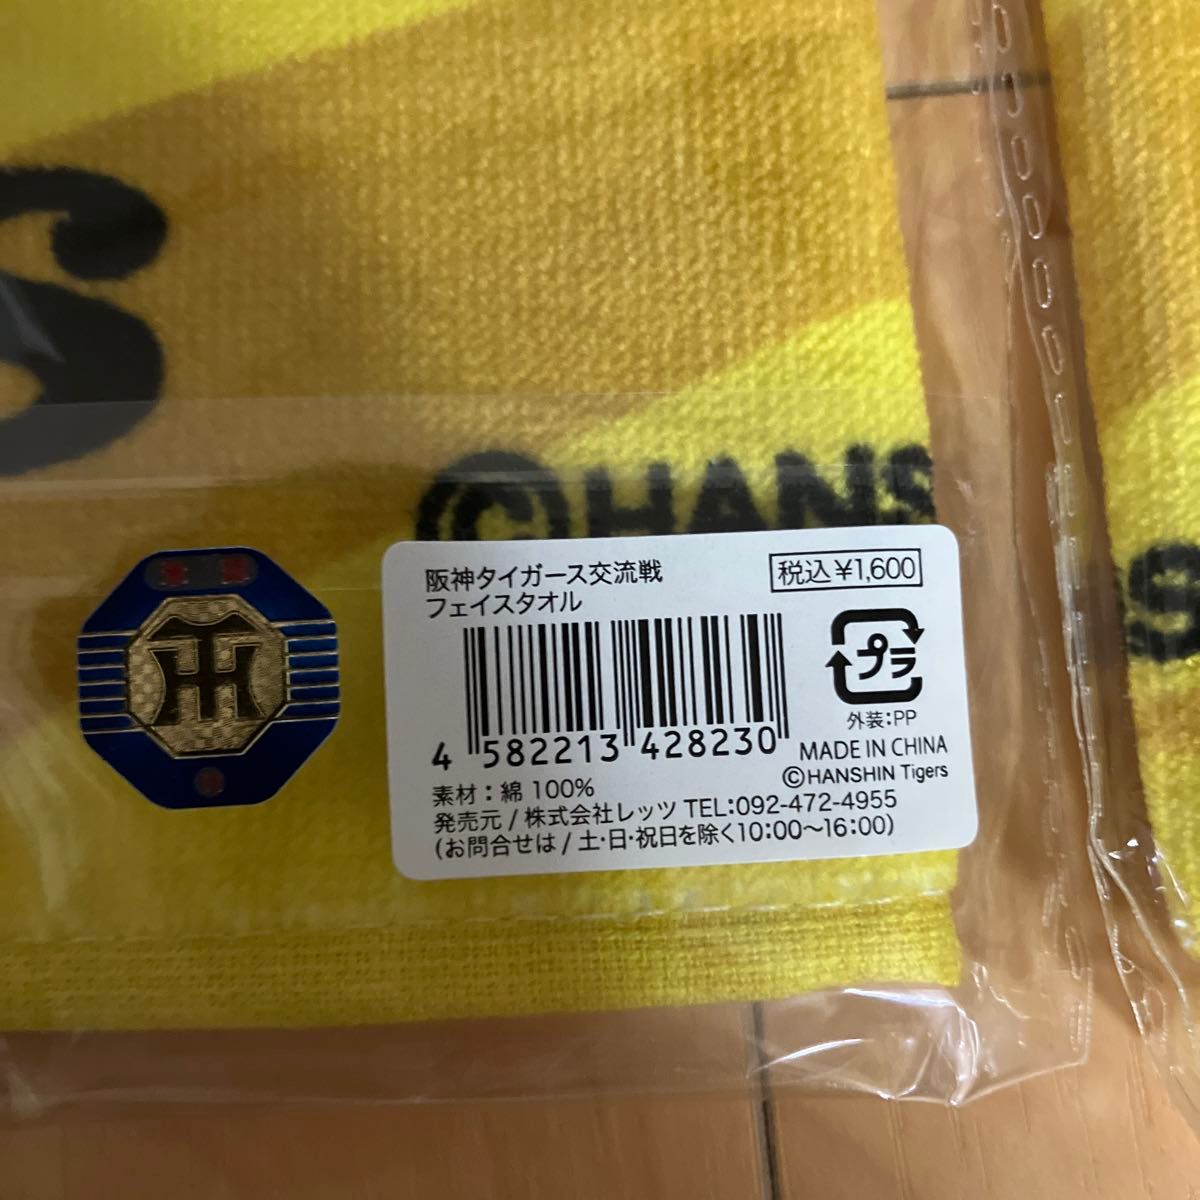 S
©HANS
S
TH
阪神タイガース交流戦
フェイスタオル
税込¥1,600
プラ
外装:PP
4 582213 428230
MADE IN CHINA
©HANSHIN Tigers
素材:綿 100%
発売元/株式会社レッツ TEL:092-472-4955
(お問合せは/土・日・祝日を除く10:00〜16:00)